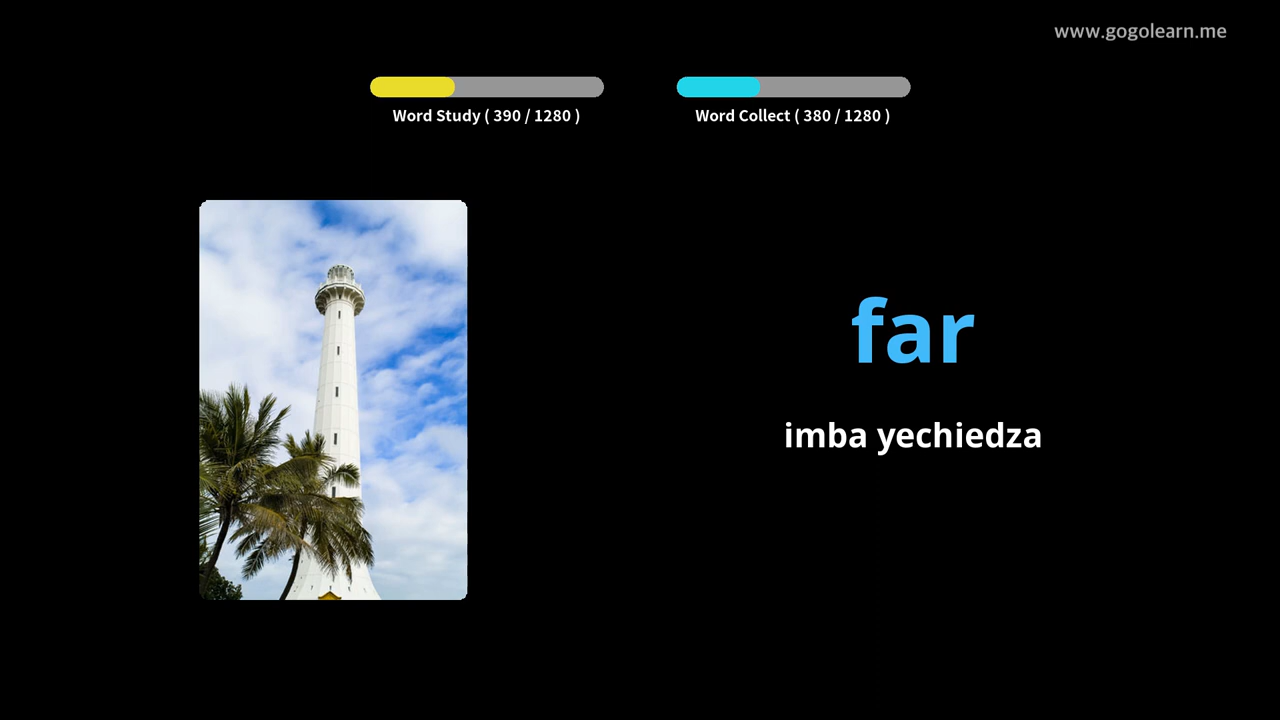 www.gogolearn.me
Word Study ( 390 / 1280 )
Word Collect ( 380 / 1280 )
far
imba yechiedza